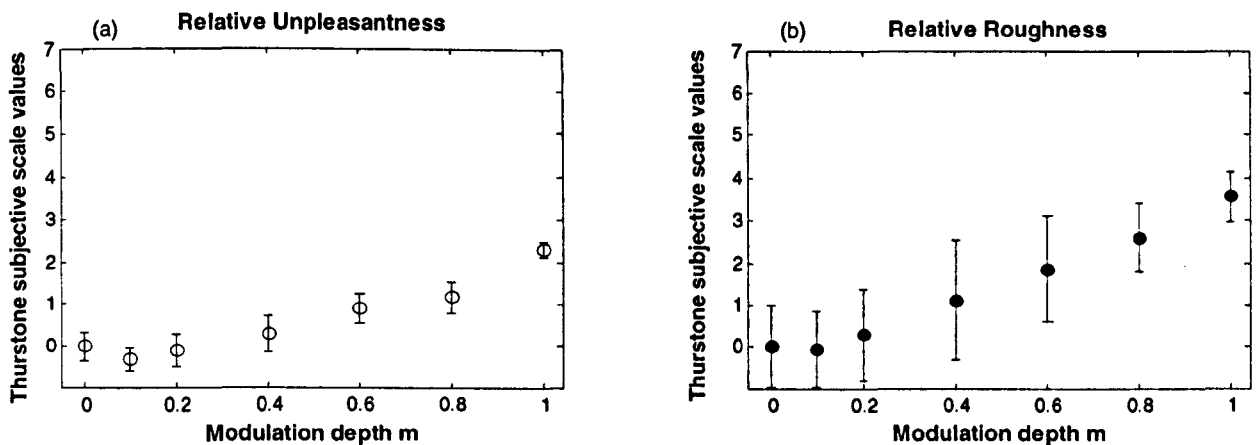 (a) Relative Unpleasantness
Thurstone subjective scale values
7
6
5
4
3
2
1
0
0 0.2 0.4 0.6 0.8 1
Modulation depth m
(b) Relative Roughness
Thurstone subjective scale values
7
6
5
4
3
2
1
0
0 0.2 0.4 0.6 0.8 1
Modulation depth m